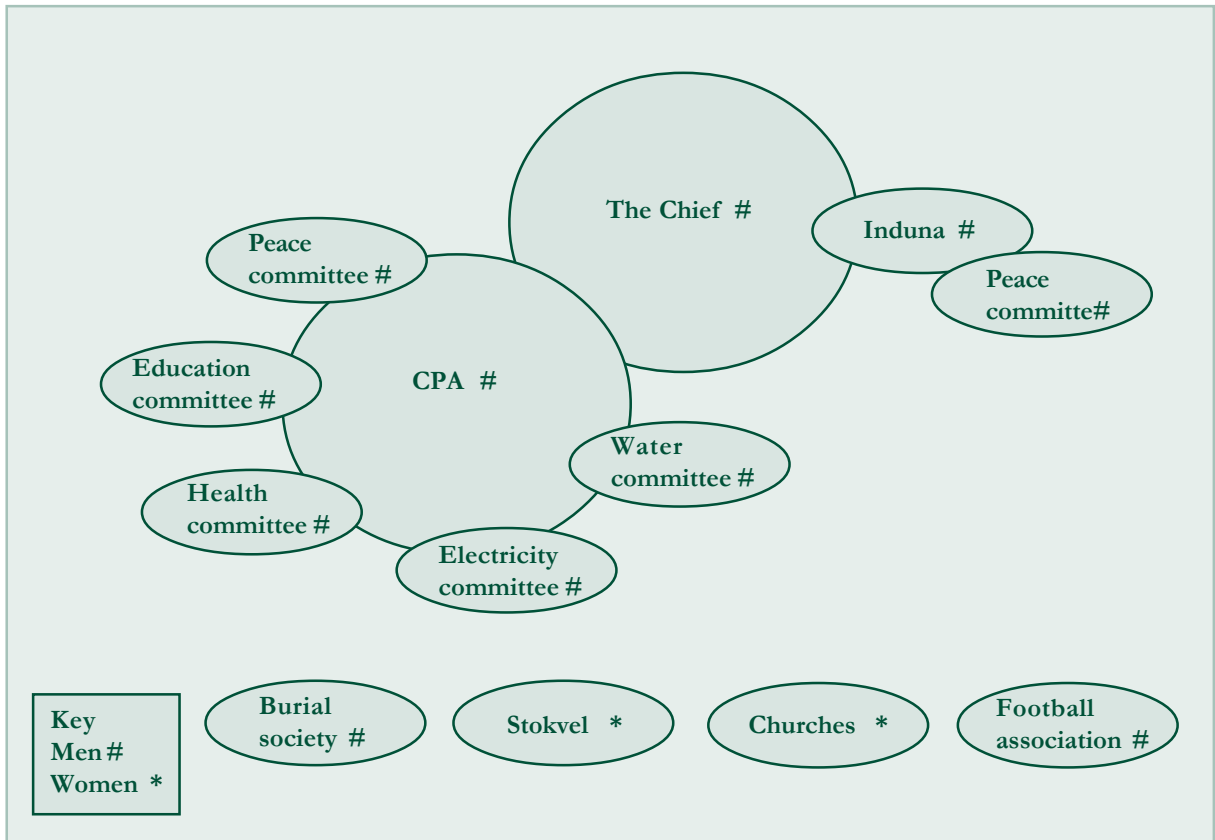 The Chief #
Induna #
Peace
committe#
Peace
committee #
Education
committee #
CPA #
Water
committee #
Health
committee #
Electricity
committee #
Key
Men #
Women *
Burial
society #
Stokvel *
Churches *
Football
association #